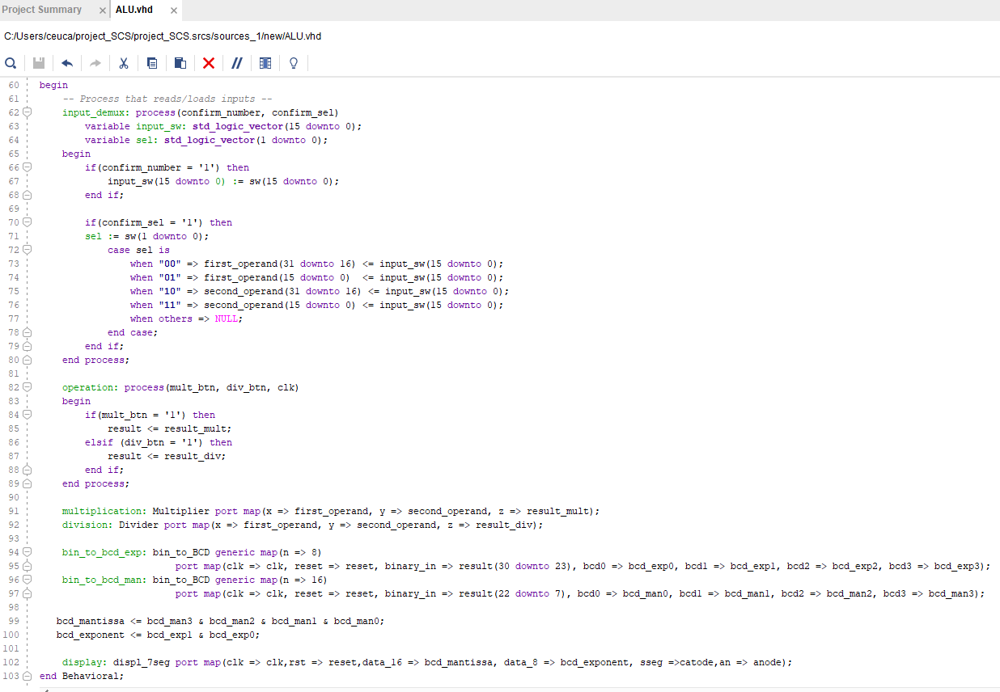 Project Summary × ALU.vhd ×
C:/Users/ceuca/project_SCS/project_SCS.srcs/sources_1/new/ALU.vhd
60 begin
61     -- Process that reads/loads inputs --
62     input_demux: process(confirm_number, confirm_sel)
63         variable input_sw: std_logic_vector(15 downto 0);
64         variable sel: std_logic_vector(1 downto 0);
65     begin
66         if(confirm_number = '1') then
67             input_sw(15 downto 0) := sw(15 downto 0);
68         end if;
69
70         if(confirm_sel = '1') then
71         sel := sw(1 downto 0);
72             case sel is
73                 when "00" => first_operand(31 downto 16) <= input_sw(15 downto 0);
74                 when "01" => first_operand(15 downto 0)  <= input_sw(15 downto 0);
75                 when "10" => second_operand(31 downto 16) <= input_sw(15 downto 0);
76                 when "11" => second_operand(15 downto 0) <= input_sw(15 downto 0);
77                 when others => NULL;
78             end case;
79         end if;
80     end process;
81
82     operation: process(mult_btn, div_btn, clk)
83     begin
84         if(mult_btn = '1') then
85             result <= result_mult;
86         elsif (div_btn = '1') then
87             result <= result_div;
88         end if;
89     end process;
90
91     multiplication: Multiplier port map(x => first_operand, y => second_operand, z => result_mult);
92     division: Divider port map(x => first_operand, y => second_operand, z => result_div);
93
94     bin_to_bcd_exp: bin_to_BCD generic map(n => 8)
95                         port map(clk => clk, reset => reset, binary_in => result(30 downto 23), bcd0 => bcd_exp0, bcd1 => bcd_exp1, bcd2 => bcd_exp2, bcd3 => bcd_exp3);
96     bin_to_bcd_man: bin_to_BCD generic map(n => 16)
97                         port map(clk => clk, reset => reset, binary_in => result(22 downto 7), bcd0 => bcd_man0, bcd1 => bcd_man1, bcd2 => bcd_man2, bcd3 => bcd_man3);
98
99    bcd_mantissa <= bcd_man3 & bcd_man2 & bcd_man1 & bcd_man0;
100    bcd_exponent <= bcd_exp1 & bcd_exp0;
101
102     display: displ_7seg port map(clk => clk,rst => reset,data_16 => bcd_mantissa, data_8 => bcd_exponent, sseg =>catode,an => anode);
103 end Behavioral;